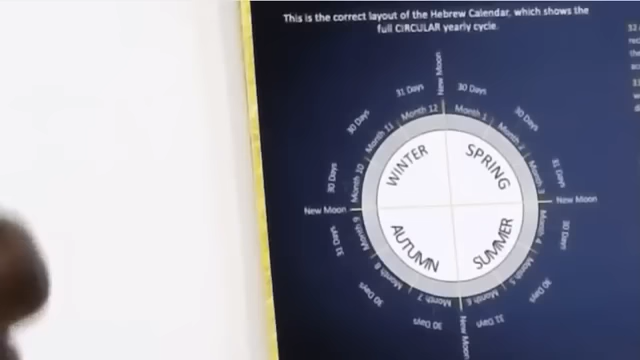 This is the correct layout of the Hebrew Calendar, which shows the
full CIRCULAR yearly cycle.
New Moon
31 Days
30 Days
Month 12
Month 1
30 Days
30 Days
Month 11
Month 2
WINTER
SPRING
30 Days
31 Days
Month 10
Month 3
New Moon
New Moon
Month 9
Month 4
31 Days
30 Days
AUTUMN
SUMMER
Month 8
Month 5
30 Days
30 Days
Month 7
Month 6
30 Days
31 Days
New Moon